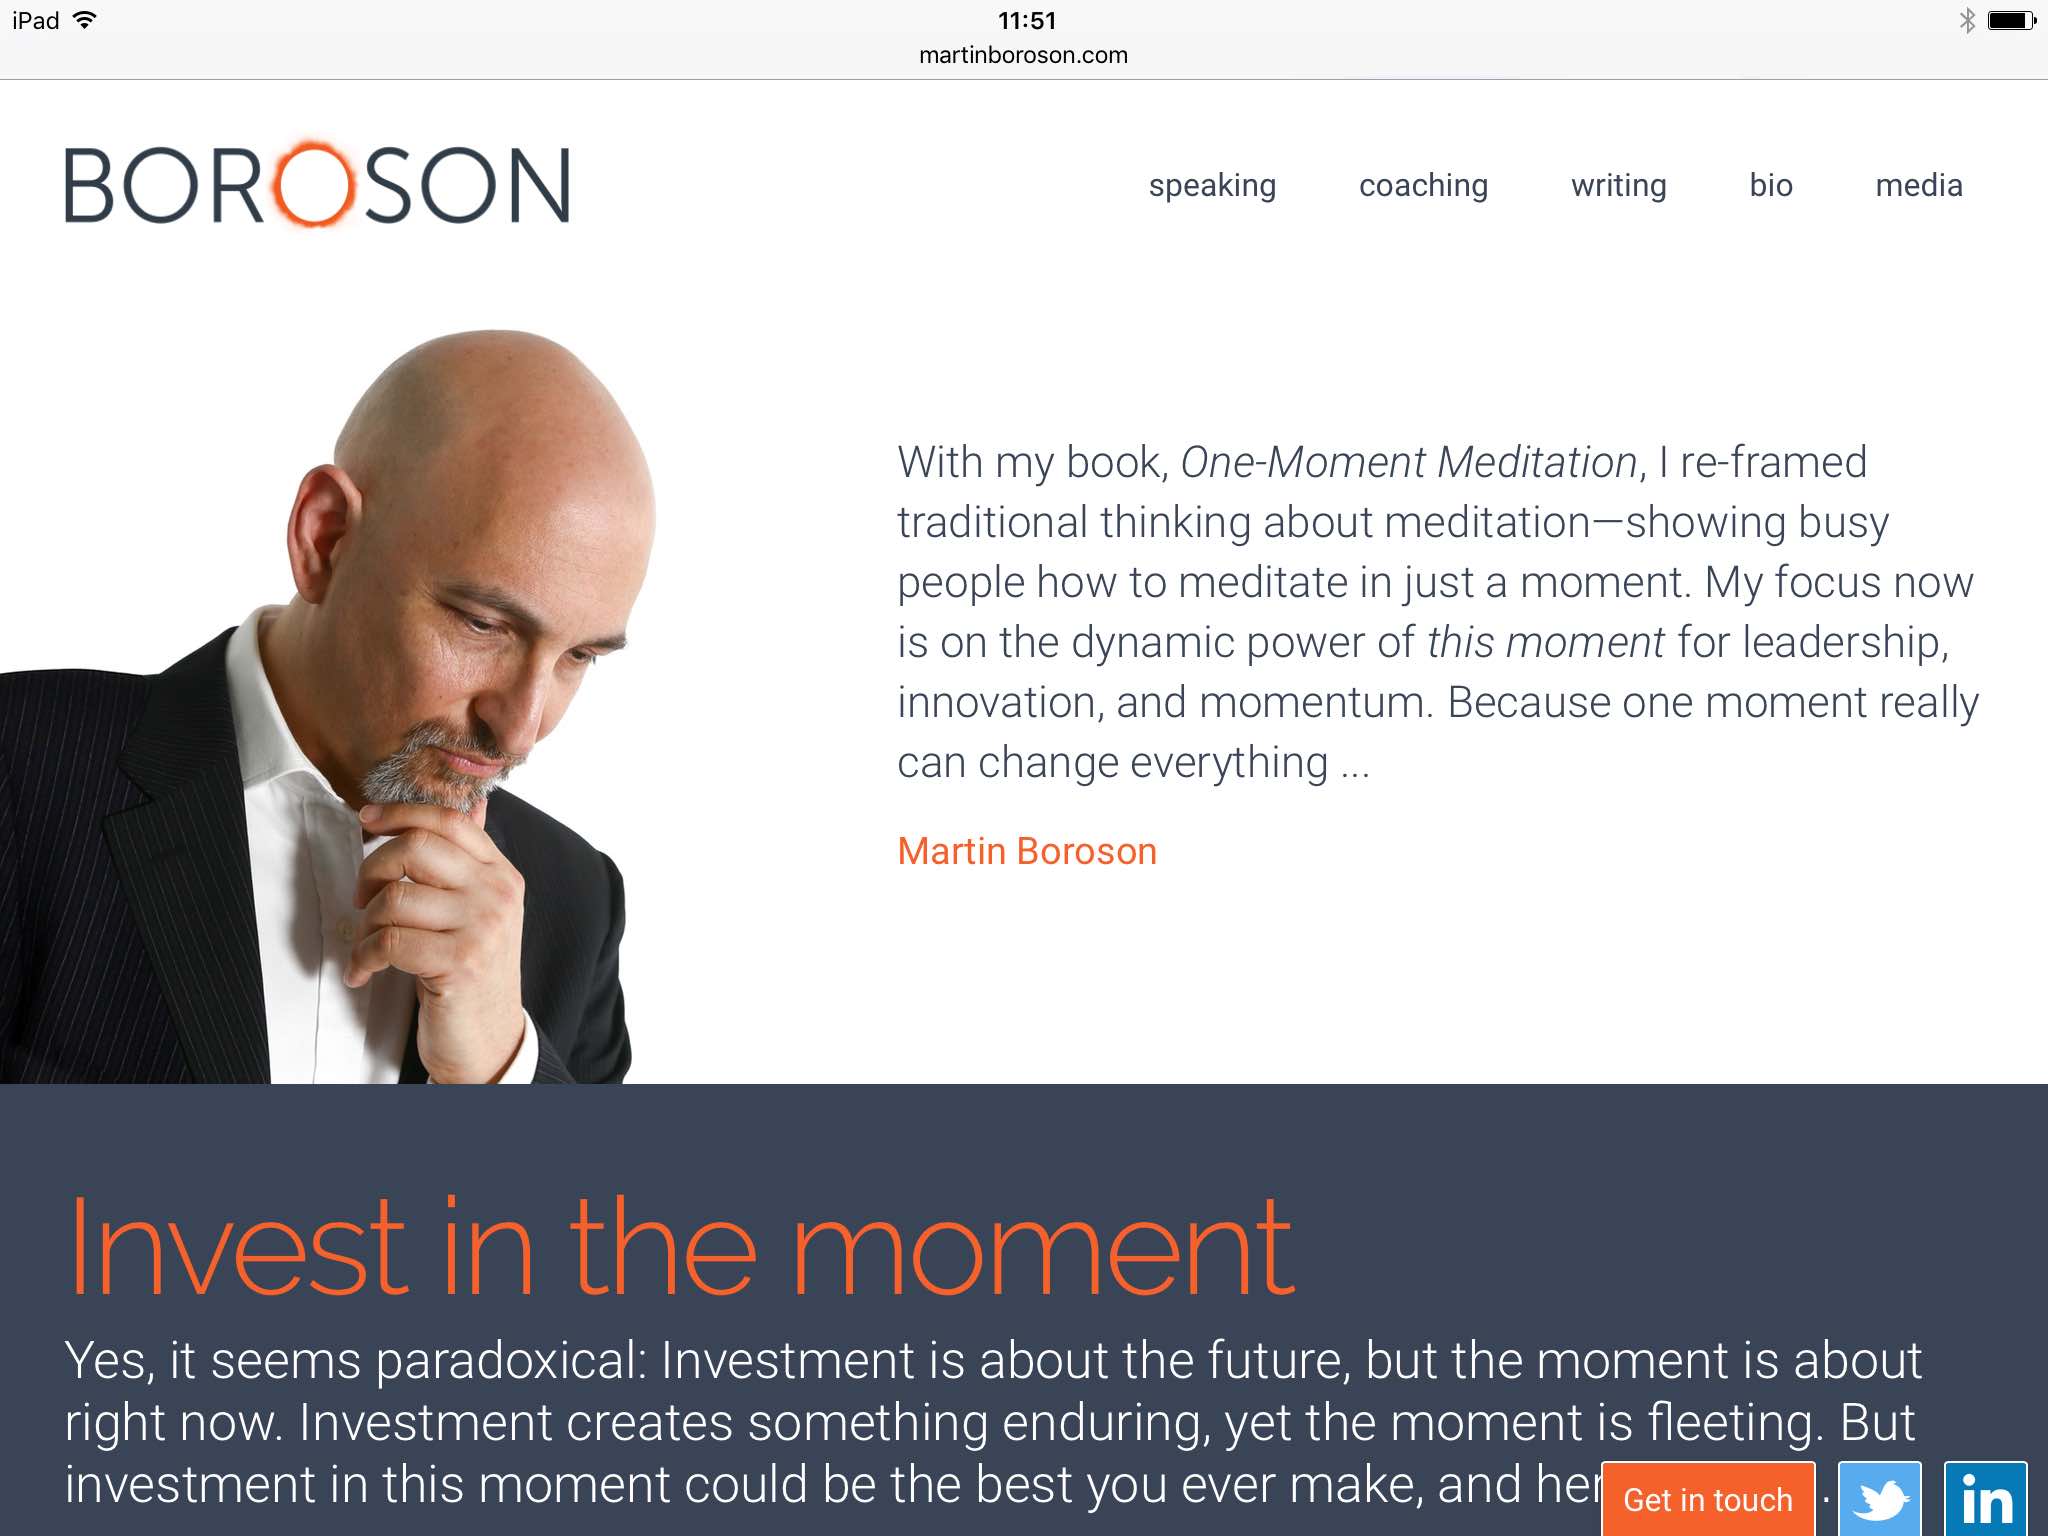 iPad
11:51
martinboroson.com
BOROSON
speaking coaching writing bio media
With my book, One-Moment Meditation, I re-framed
traditional thinking about meditation—showing busy
people how to meditate in just a moment. My focus now
is on the dynamic power of this moment for leadership,
innovation, and momentum. Because one moment really
can change everything ...
Martin Boroson
Invest in the moment
Yes, it seems paradoxical: Investment is about the future, but the moment is about
right now. Investment creates something enduring, yet the moment is fleeting. But
investment in this moment could be the best you ever make, and
Get in touch
in